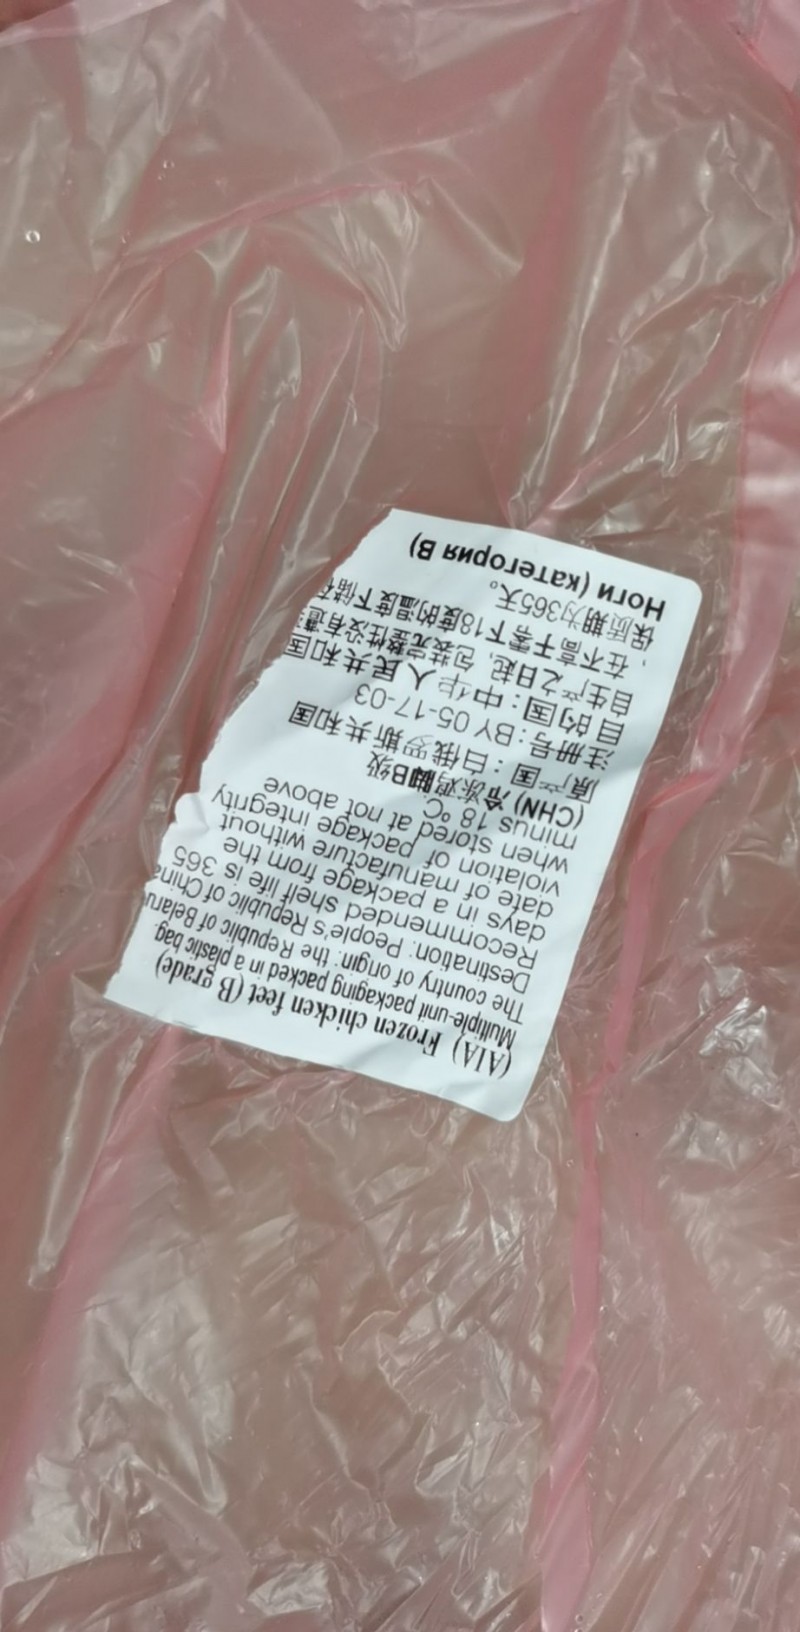 (AIA) Frozen chicken feet (B grade)
Multiple-unit packaging packed in a plastic bag
The country of origin: the Republic of Belaru
Destination: People's Republic of China
Recommended shelf life is 365
days in a package from the
date of manufacture without
violation of package integrity
when stored at not above
minus 18 °C.
(CHN) 冷冻鸡脚B级
原产国：白俄罗斯共和国
注册号：BY 05-17-03
目的国：中华人民共和国
自生产之日起，包装完整性没有遭
，在不高于零下18度的温度下储存
保质期为365天。
Ноги (категория В)